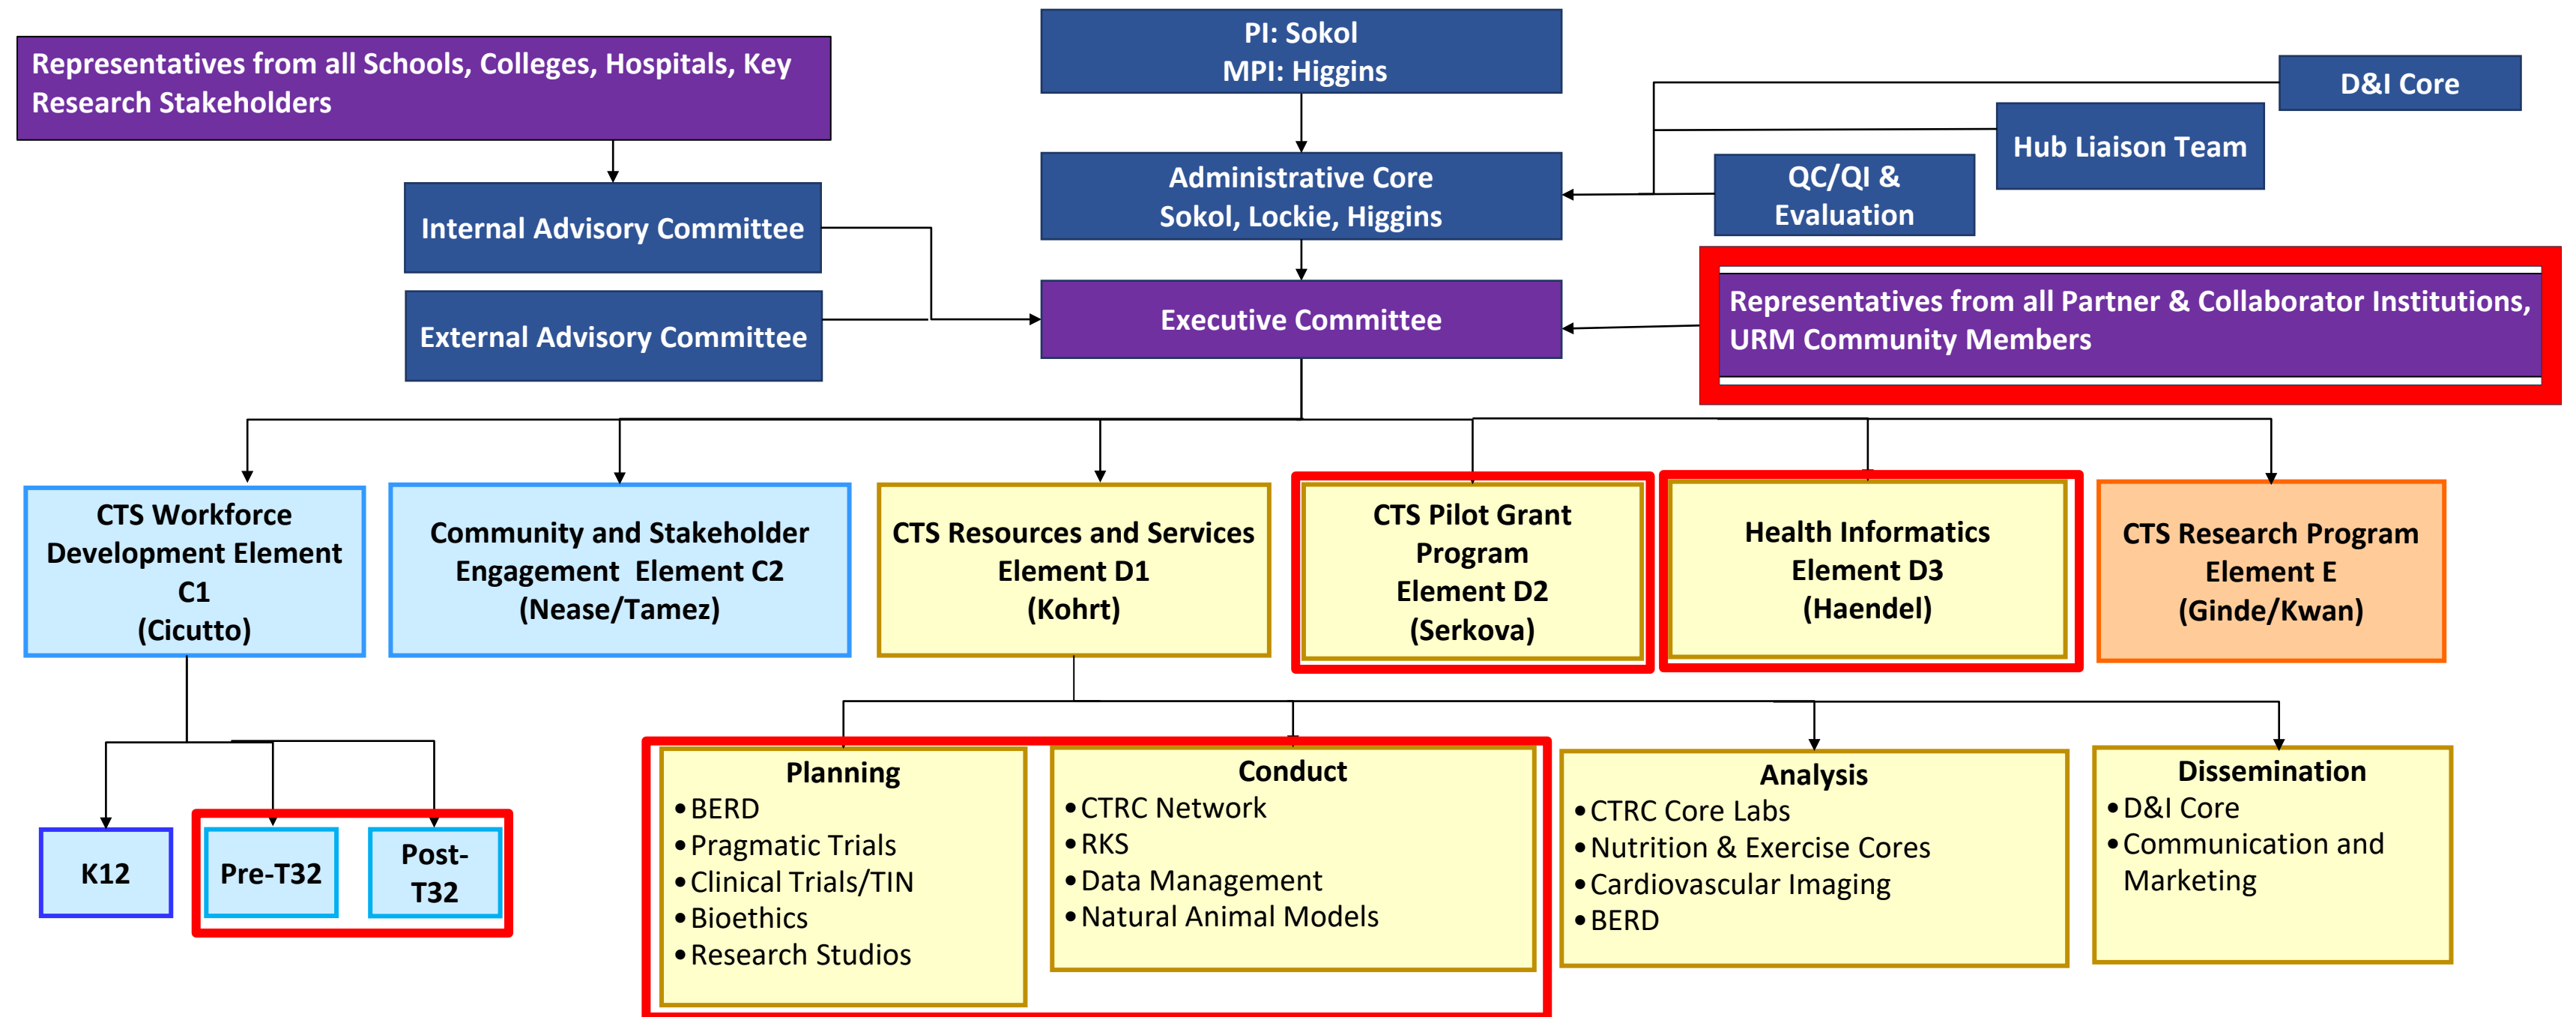 PI: Sokol
MPI: Higgins
Representatives from all Schools, Colleges, Hospitals, Key
Research Stakeholders
D&I Core
Hub Liaison Team
QC/QI &
Evaluation
Administrative Core
Sokol, Lockie, Higgins
Internal Advisory Committee
External Advisory Committee
Executive Committee
Representatives from all Partner & Collaborator Institutions,
URM Community Members
CTS Workforce
Development Element
C1
(Cicutto)
Community and Stakeholder
Engagement  Element C2
(Nease/Tamez)
CTS Resources and Services
Element D1
(Kohrt)
CTS Pilot Grant
Program
Element D2
(Serkova)
Health Informatics
Element D3
(Haendel)
CTS Research Program
Element E
(Ginde/Kwan)
K12
Pre-T32
Post-
T32
Planning
•BERD
•Pragmatic Trials
•Clinical Trials/TIN
•Bioethics
•Research Studios
Conduct
•CTRC Network
•RKS
•Data Management
•Natural Animal Models
Analysis
•CTRC Core Labs
•Nutrition & Exercise Cores
•Cardiovascular Imaging
•BERD
Dissemination
•D&I Core
•Communication and
Marketing